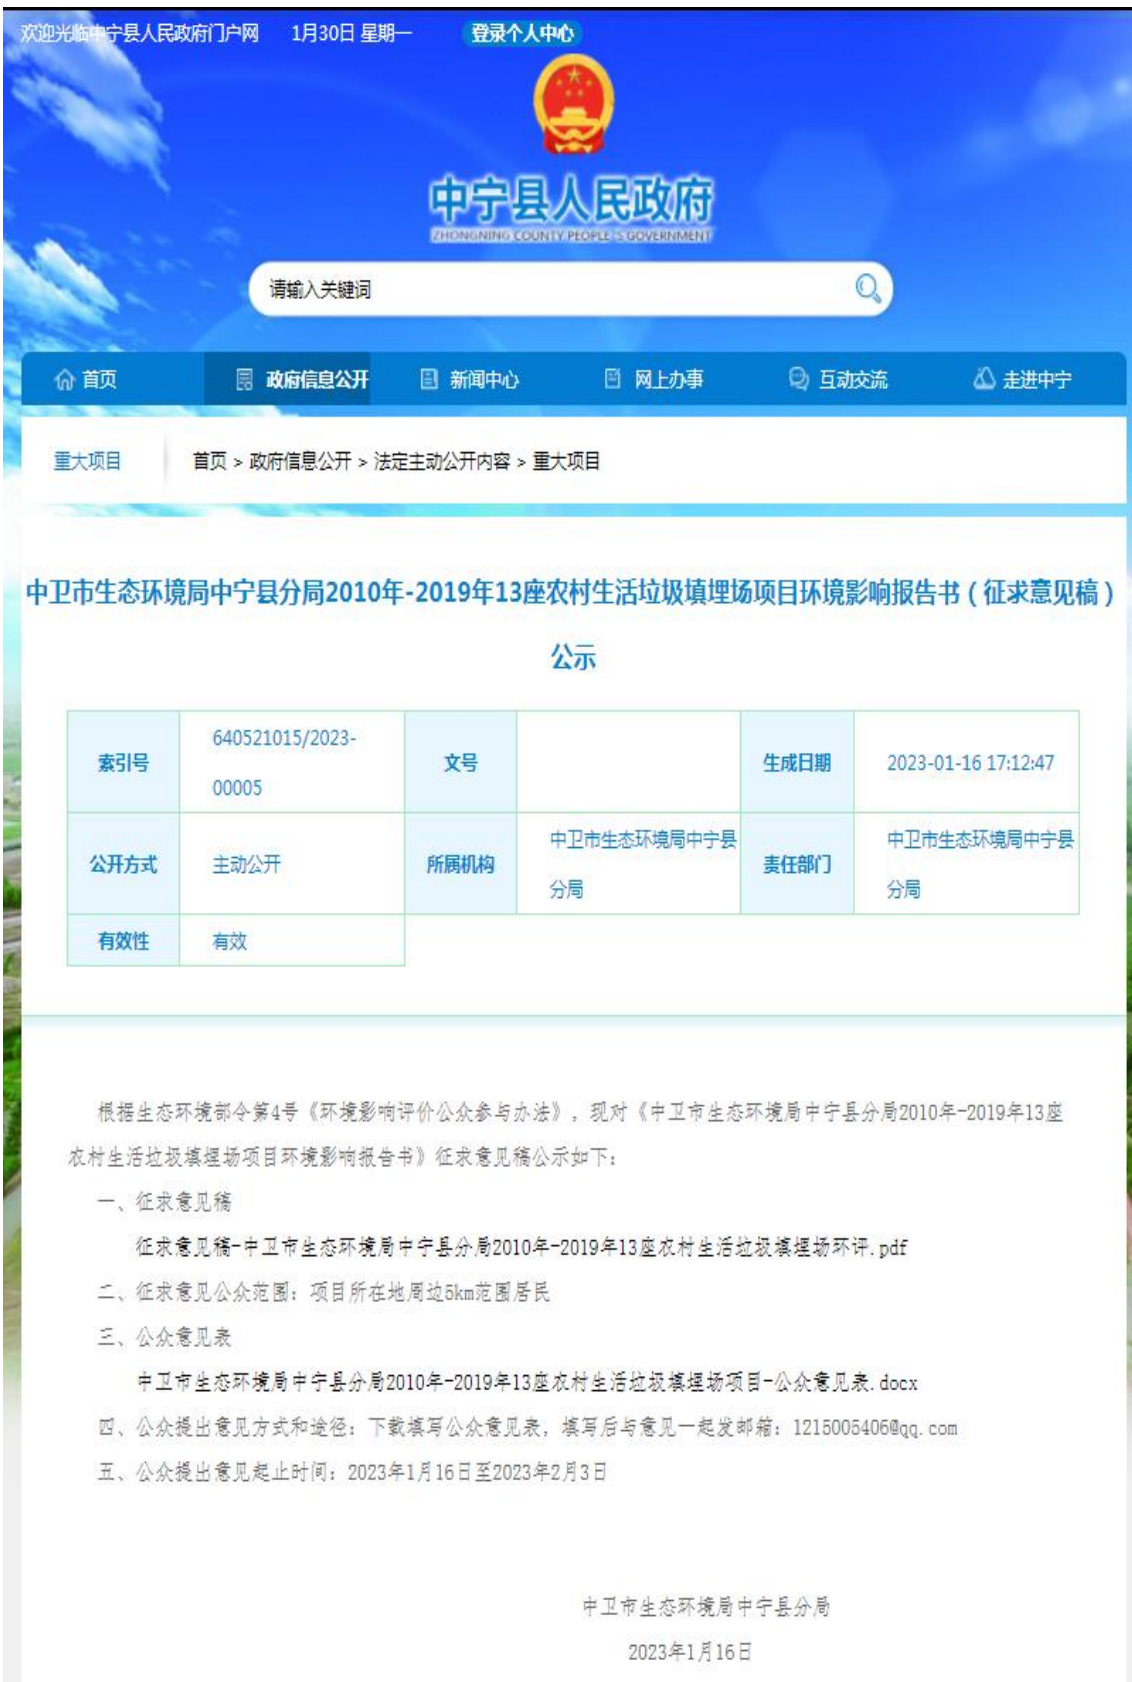 欢迎光临中宁县人民政府门户网 1月30日 星期一 登录个人中心
中宁县人民政府
ZHONGNING COUNTY PEOPLE'S GOVERNMENT
请输入关键词
首页 政府信息公开 新闻中心 网上办事 互动交流 走进中宁
重大项目 首页 > 政府信息公开 > 法定主动公开内容 > 重大项目
中卫市生态环境局中宁县分局2010年-2019年13座农村生活垃圾填埋场项目环境影响报告书（征求意见稿）
公示
索引号 640521015/2023-
00005 文号 生成日期 2023-01-16 17:12:47
公开方式 主动公开 所属机构 中卫市生态环境局中宁县
分局 责任部门 中卫市生态环境局中宁县
分局
有效性 有效
根据生态环境部令第4号《环境影响评价公众参与办法》，现对《中卫市生态环境局中宁县分局2010年-2019年13座
农村生活垃圾填埋场项目环境影响报告书》征求意见稿公示如下：
一、征求意见稿
征求意见稿-中卫市生态环境局中宁县分局2010年-2019年13座农村生活垃圾填埋场环评.pdf
二、征求意见公众范围：项目所在地周边5km范围居民
三、公众意见表
中卫市生态环境局中宁县分局2010年-2019年13座农村生活垃圾填埋场项目-公众意见表.docx
四、公众提出意见方式和途径：下载填写公众意见表，填写后与意见一起发邮箱：1215005406@qq.com
五、公众提出意见起止时间：2023年1月16日至2023年2月3日
中卫市生态环境局中宁县分局
2023年1月16日